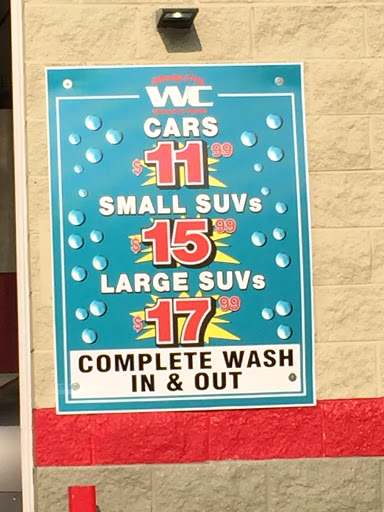 WC
CARS
$11.99
SMALL SUVs
$15.99
LARGE SUVs
$17.99
COMPLETE WASH
IN & OUT